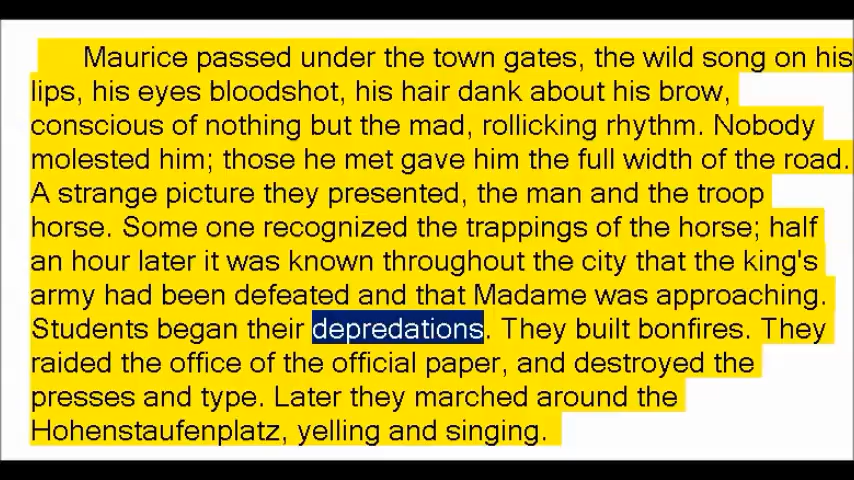 Maurice passed under the town gates, the wild song on his
lips, his eyes bloodshot, his hair dank about his brow,
conscious of nothing but the mad, rollicking rhythm. Nobody
molested him; those he met gave him the full width of the road.
A strange picture they presented, the man and the troop
horse. Some one recognized the trappings of the horse; half
an hour later it was known throughout the city that the king's
army had been defeated and that Madame was approaching.
Students began their depredations. They built bonfires. They
raided the office of the official paper, and destroyed the
presses and type. Later they marched around the
Hohenstaufenplatz, yelling and singing.